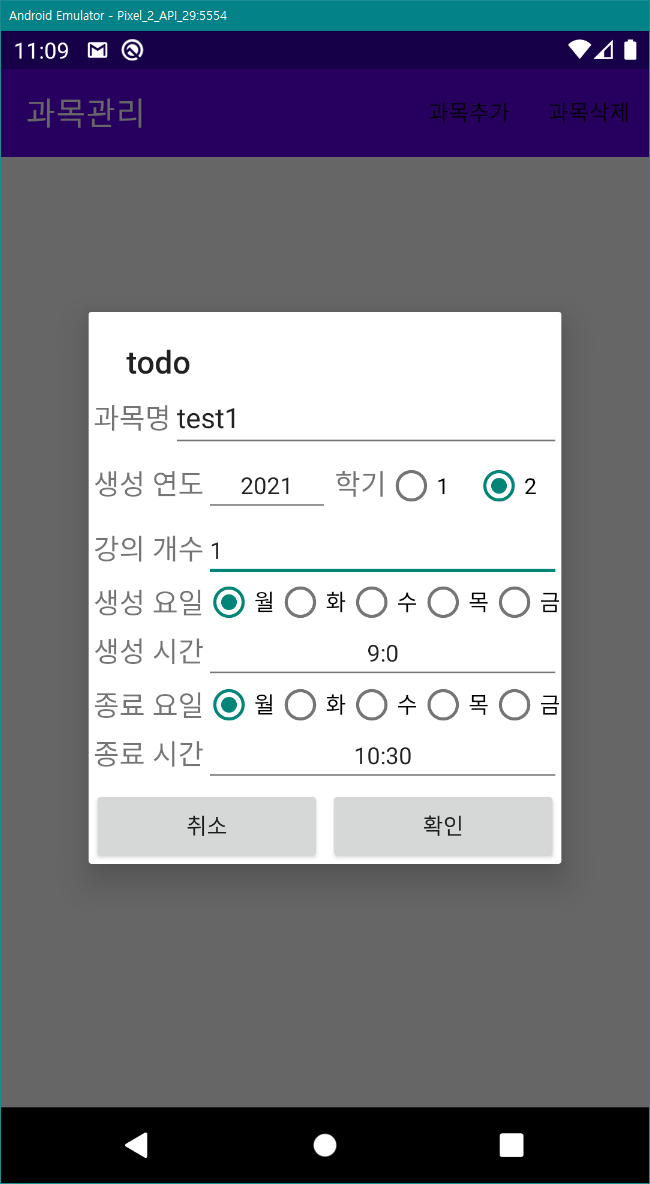 Android Emulator - Pixel_2_API_29:5554
11:09
과목관리 과목추가 과목삭제
todo
과목명 test1
생성 연도 2021 학기 1 2
강의 개수 1
생성 요일 월 화 수 목 금
생성 시간 9:0
종료 요일 월 화 수 목 금
종료 시간 10:30
취소 확인